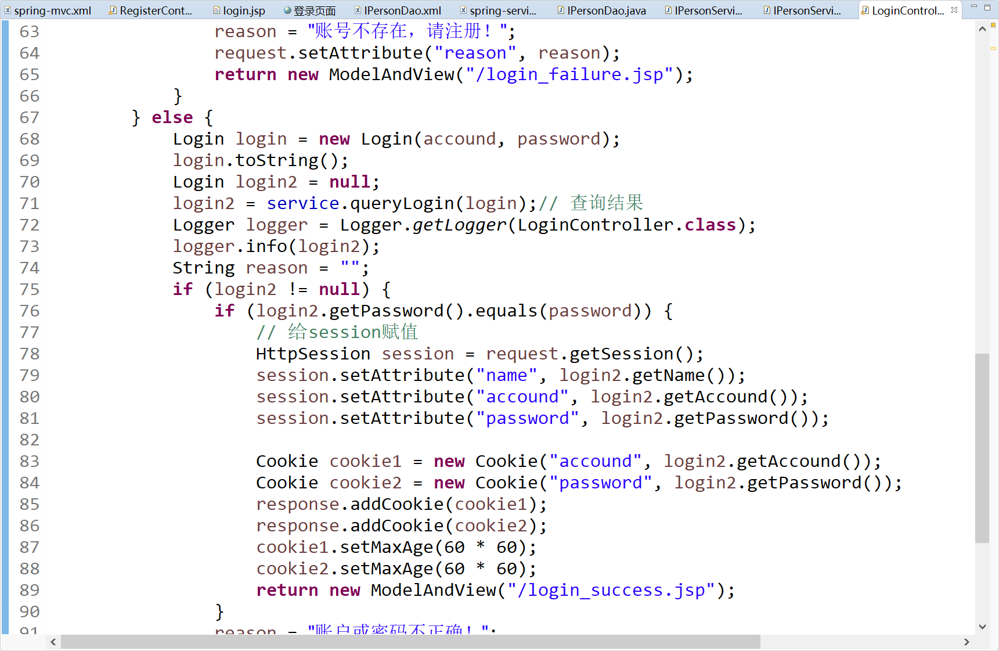 spring-mvc.xml RegisterCont... login.jsp 登录页面 IPersonDao.xml spring-servi... IPersonDao.java IPersonServi... IPersonServi... LoginControl...
63 reason = "账号不存在，请注册！";
64 request.setAttribute("reason", reason);
65 return new ModelAndView("/login_failure.jsp");
66 }
67 } else {
68 Login login = new Login(accound, password);
69 login.toString();
70 Login login2 = null;
71 login2 = service.queryLogin(login);// 查询结果
72 Logger logger = Logger.getLogger(LoginController.class);
73 logger.info(login2);
74 String reason = "";
75 if (login2 != null) {
76 if (login2.getPassword().equals(password)) {
77 // 给session赋值
78 HttpSession session = request.getSession();
79 session.setAttribute("name", login2.getName());
80 session.setAttribute("accound", login2.getAccound());
81 session.setAttribute("password", login2.getPassword());
82
83 Cookie cookie1 = new Cookie("accound", login2.getAccound());
84 Cookie cookie2 = new Cookie("password", login2.getPassword());
85 response.addCookie(cookie1);
86 response.addCookie(cookie2);
87 cookie1.setMaxAge(60 * 60);
88 cookie2.setMaxAge(60 * 60);
89 return new ModelAndView("/login_success.jsp");
90 }
91 reason = "账户或密码不正确！";